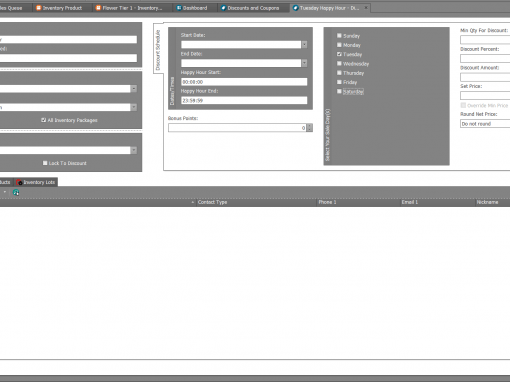 les Queue
Inventory Product
Flower Tier 1 - Inventory...
Dashboard
Discounts and Coupons
Tuesday Happy Hour - Di...
Discount Schedule
Dates/Times
Start Date:
End Date:
Happy Hour Start:
00:00:00
Happy Hour End:
23:59:59
Bonus Points:
0
Select Your Sale Day(s)
Sunday
Monday
Tuesday
Wednesday
Thursday
Friday
Saturday
Min Qty For Discount:
Discount Percent:
Discount Amount:
Set Price:
Override Min Price
Round Net Price:
Do not round
All Inventory Packages
Lock To Discount
ducts
Inventory Lots
Contact Type
Phone 1
Email 1
Nickname